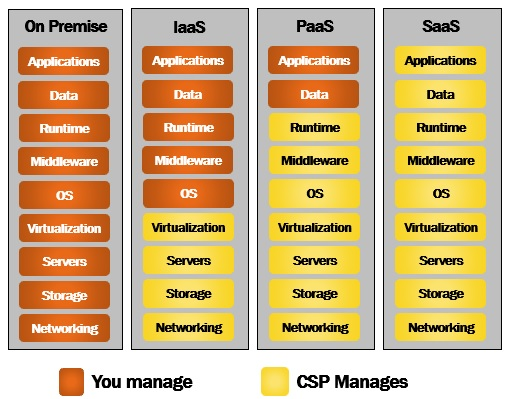 On Premise
Applications
Data
Runtime
Middleware
OS
Virtualization
Servers
Storage
Networking
IaaS
Applications
Data
Runtime
Middleware
OS
Virtualization
Servers
Storage
Networking
PaaS
Applications
Data
Runtime
Middleware
OS
Virtualization
Servers
Storage
Networking
SaaS
Applications
Data
Runtime
Middleware
OS
Virtualization
Servers
Storage
Networking
You manage
CSP Manages